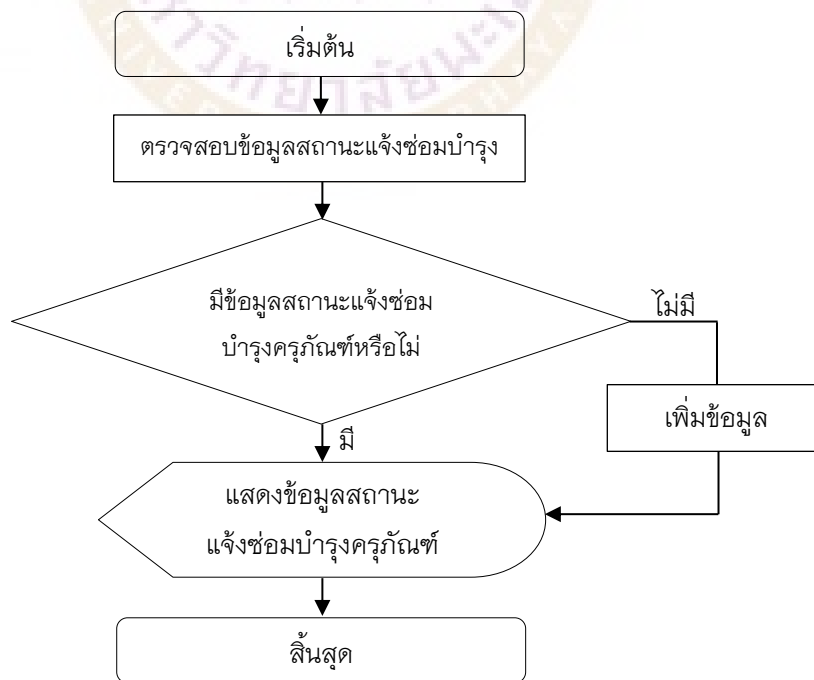 เริ่มต้น
ตรวจสอบข้อมูลสถานะแจ้งซ่อมบำรุง
มีข้อมูลสถานะแจ้งซ่อม
บำรุงครุภัณฑ์หรือไม่
ไม่มี
เพิ่มข้อมูล
มี
แสดงข้อมูลสถานะ
แจ้งซ่อมบำรุงครุภัณฑ์
สิ้นสุด